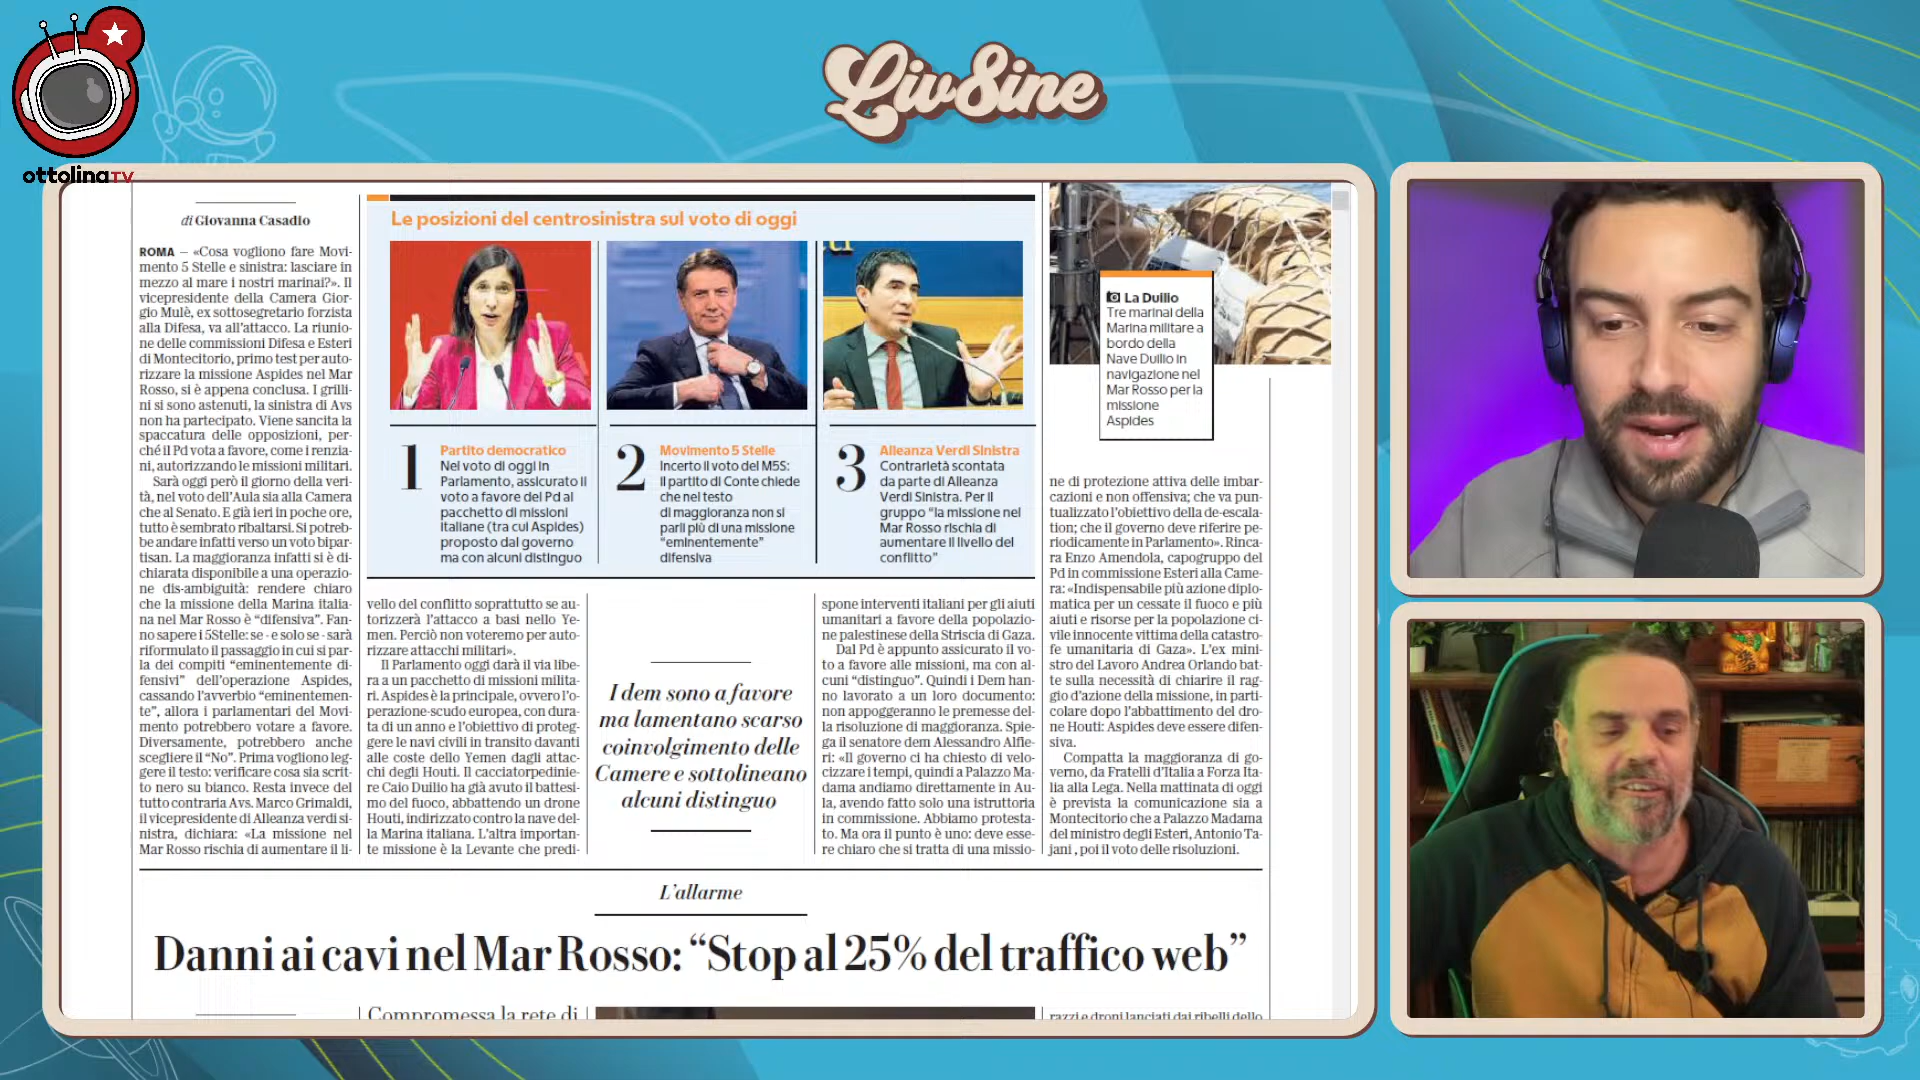 ottolinaTV
Liv8ine
di Giovanna Casadio
ROMA — «Cosa vogliono fare Movi-
mento 5 Stelle e sinistra: lasciare in
mezzo al mare i nostri marinai?». Il
vicepresidente della Camera Gior-
gio Mulè, ex sottosegretario forzista
alla Difesa, va all'attacco. La riunio-
ne delle commissioni Difesa e Esteri
di Montecitorio, primo test per auto-
rizzare la missione Aspides nel Mar
Rosso, si è appena conclusa. I grilli-
ni si sono astenuti, la sinistra di Avs
non ha partecipato. Viene sancita la
spaccatura delle opposizioni, per-
ché il Pd vota a favore, come i renzia-
ni, autorizzando le missioni militari.
Sarà oggi però il giorno della veri-
tà, nel voto dell'Aula sia alla Camera
che al Senato. E già ieri in poche ore,
tutto è sembrato ribaltarsi. Si potreb-
be andare infatti verso un voto bipar-
tisan. La maggioranza infatti si è di-
chiarata disponibile a una operazio-
ne dis-ambiguità: rendere chiaro
che la missione della Marina italia-
na nel Mar Rosso è "difensiva". Fan-
no sapere i 5Stelle: se - e solo se - sarà
riformulato il passaggio in cui si par-
la dei compiti "eminentemente di-
fensivi" dell'operazione Aspides,
cassando l'avverbio "eminentemen-
te", allora i parlamentari del Movi-
mento potrebbero votare a favore.
Diversamente, potrebbero anche
scegliere il "No". Prima vogliono leg-
gere il testo: verificare cosa sia scrit-
to nero su bianco. Resta invece del
tutto contraria Avs. Marco Grimaldi,
il vicepresidente di Alleanza verdi si-
nistra, dichiara: «La missione nel
Mar Rosso rischia di aumentare il li-
Le posizioni del centrosinistra sul voto di oggi
1
Partito democratico
Nel voto di oggi in
Parlamento, assicurato il
voto a favore del Pd al
pacchetto di missioni
italiane (tra cui Aspides)
proposto dal governo
ma con alcuni distinguo
2
Movimento 5 Stelle
Incerto il voto del M5S:
il partito di Conte chiede
che nel testo
di maggioranza non si
parli più di una missione
"eminentemente"
difensiva
3
Alleanza Verdi Sinistra
Contrarietà scontata
da parte di Alleanza
Verdi Sinistra. Per il
gruppo "la missione nel
Mar Rosso rischia di
aumentare il livello del
conflitto"
vello del conflitto soprattutto se au-
torizzerà l'attacco a basi nello Ye-
men. Perciò non voteremo per auto-
rizzare attacchi militari».
Il Parlamento oggi darà il via libe-
ra a un pacchetto di missioni milita-
ri. Aspides è la principale, ovvero l'o-
perazione-scudo europea, con dura-
ta di un anno e l'obiettivo di proteg-
gere le navi civili in transito davanti
alle coste dello Yemen dagli attac-
chi degli Houti. Il cacciatorpedinie-
re Caio Duilio ha già avuto il battesi-
mo del fuoco, abbattendo un drone
Houti, indirizzato contro la nave del-
la Marina italiana. L'altra importan-
te missione è la Levante che predi-
I dem sono a favore
ma lamentano scarso
coinvolgimento delle
Camere e sottolineano
alcuni distinguo
spone interventi italiani per gli aiuti
umanitari a favore della popolazio-
ne palestinese della Striscia di Gaza.
Dal Pd è appunto assicurato il vo-
to a favore alle missioni, ma con al-
cuni "distinguo". Quindi i Dem han-
no lavorato a un loro documento:
non appoggeranno le premesse del-
la risoluzione di maggioranza. Spie-
ga il senatore dem Alessandro Alfie-
ri: «Il governo ci ha chiesto di velo-
cizzare i tempi, quindi a Palazzo Ma-
dama andiamo direttamente in Au-
la, avendo fatto solo una istruttoria
in commissione. Abbiamo protesta-
to. Ma ora il punto è uno: deve esse-
re chiaro che si tratta di una missio-
La Duilio
Tre marinai della
Marina militare a
bordo della
Nave Duilio in
navigazione nel
Mar Rosso per la
missione
Aspides
ne di protezione attiva delle imbar-
cazioni e non offensiva; che va pun-
tualizzato l'obiettivo della de-escala-
tion; che il governo deve riferire pe-
riodicamente in Parlamento». Rinca-
ra Enzo Amendola, capogruppo del
Pd in commissione Esteri alla Came-
ra: «Indispensabile più azione diplo-
matica per un cessate il fuoco e più
aiuti e risorse per la popolazione ci-
vile innocente vittima della catastro-
fe umanitaria di Gaza». L'ex mini-
stro del Lavoro Andrea Orlando bat-
te sulla necessità di chiarire il rag-
gio d'azione della missione, in parti-
colare dopo l'abbattimento del dro-
ne Houti: Aspides deve essere difen-
siva.
Compatta la maggioranza di go-
verno, da Fratelli d'Italia a Forza Ita-
lia alla Lega. Nella mattinata di oggi
è prevista la comunicazione sia a
Montecitorio che a Palazzo Madama
del ministro degli Esteri, Antonio Ta-
jani , poi il voto delle risoluzioni.
L'allarme
Danni ai cavi nel Mar Rosso: "Stop al 25% del traffico web"
Compromessa la rete di
razzi e droni lanciati dai ribelli dello